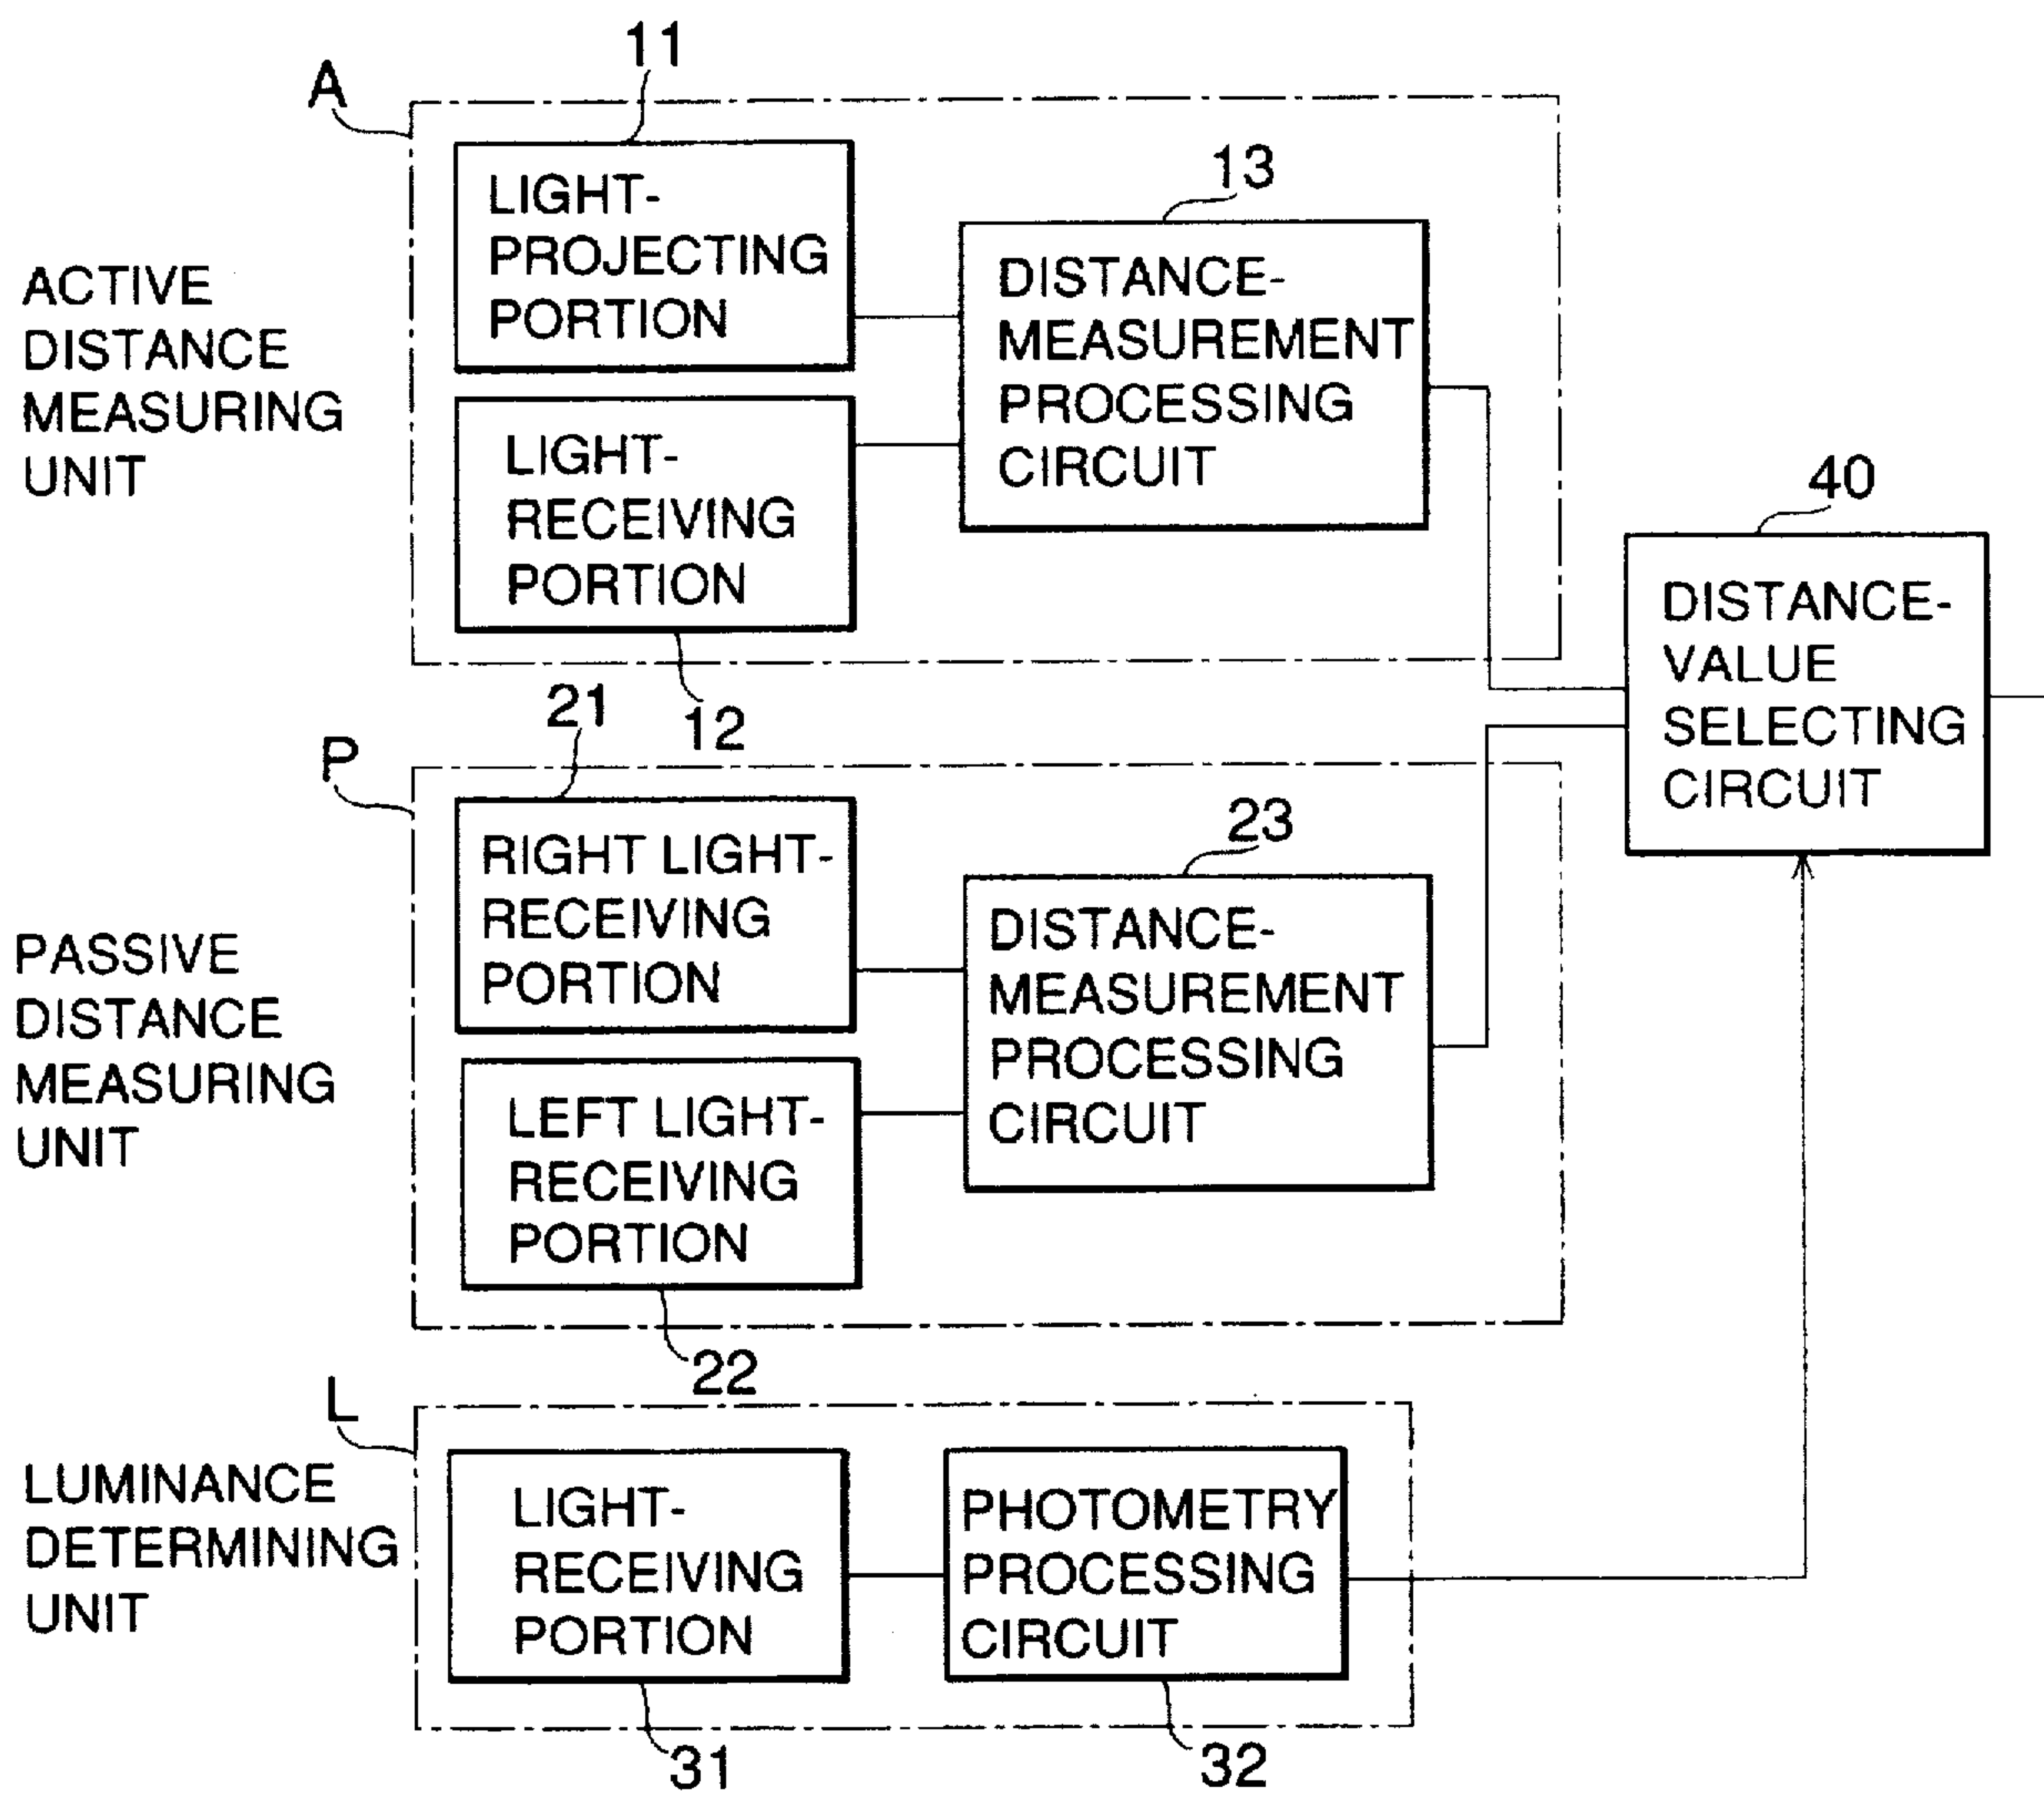 11
A
LIGHT-
PROJECTING
PORTION
13
DISTANCE-
MEASUREMENT
PROCESSING
CIRCUIT
ACTIVE
DISTANCE
MEASURING
UNIT
LIGHT-
RECEIVING
PORTION
12
40
DISTANCE-
VALUE
SELECTING
CIRCUIT
21
P
RIGHT LIGHT-
RECEIVING
PORTION
23
DISTANCE-
MEASUREMENT
PROCESSING
CIRCUIT
PASSIVE
DISTANCE
MEASURING
UNIT
LEFT LIGHT-
RECEIVING
PORTION
22
L
LUMINANCE
DETERMINING
UNIT
LIGHT-
RECEIVING
PORTION
31
PHOTOMETRY
PROCESSING
CIRCUIT
32